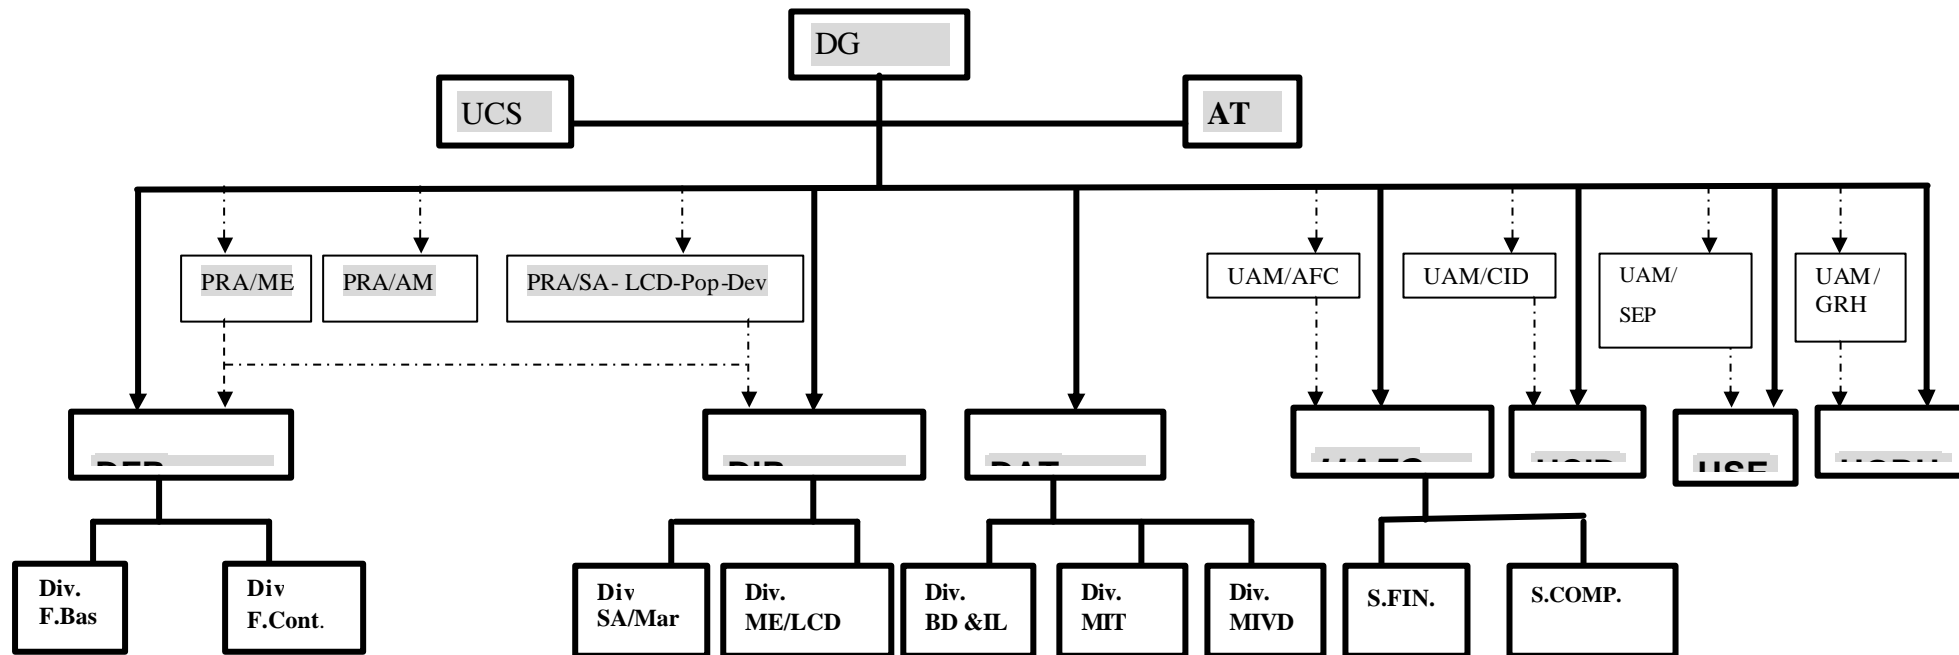 DG
UCS
AT
PRA/ME
PRA/AM
PRA/SA- LCD-Pop-Dev
UAM/AFC
UAM/CID
UAM/
SEP
UAM/
GRH
DAT
Div.
F.Bas
Div
F.Cont.
Div
SA/Mar
Div.
ME/LCD
Div.
BD &IL
Div.
MIT
Div.
MIVD
S.FIN.
S.COMP.